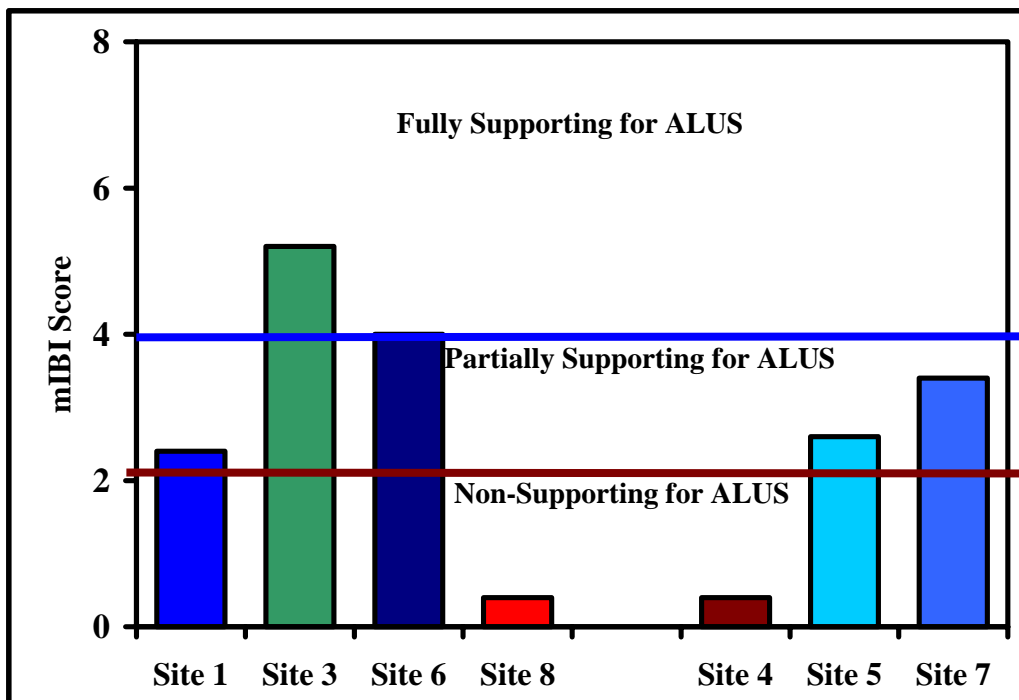 8
Fully Supporting for ALUS
6
mIBI Score
4
Partially Supporting for ALUS
2
Non-Supporting for ALUS
0
Site 1 Site 3 Site 6 Site 8 Site 4 Site 5 Site 7